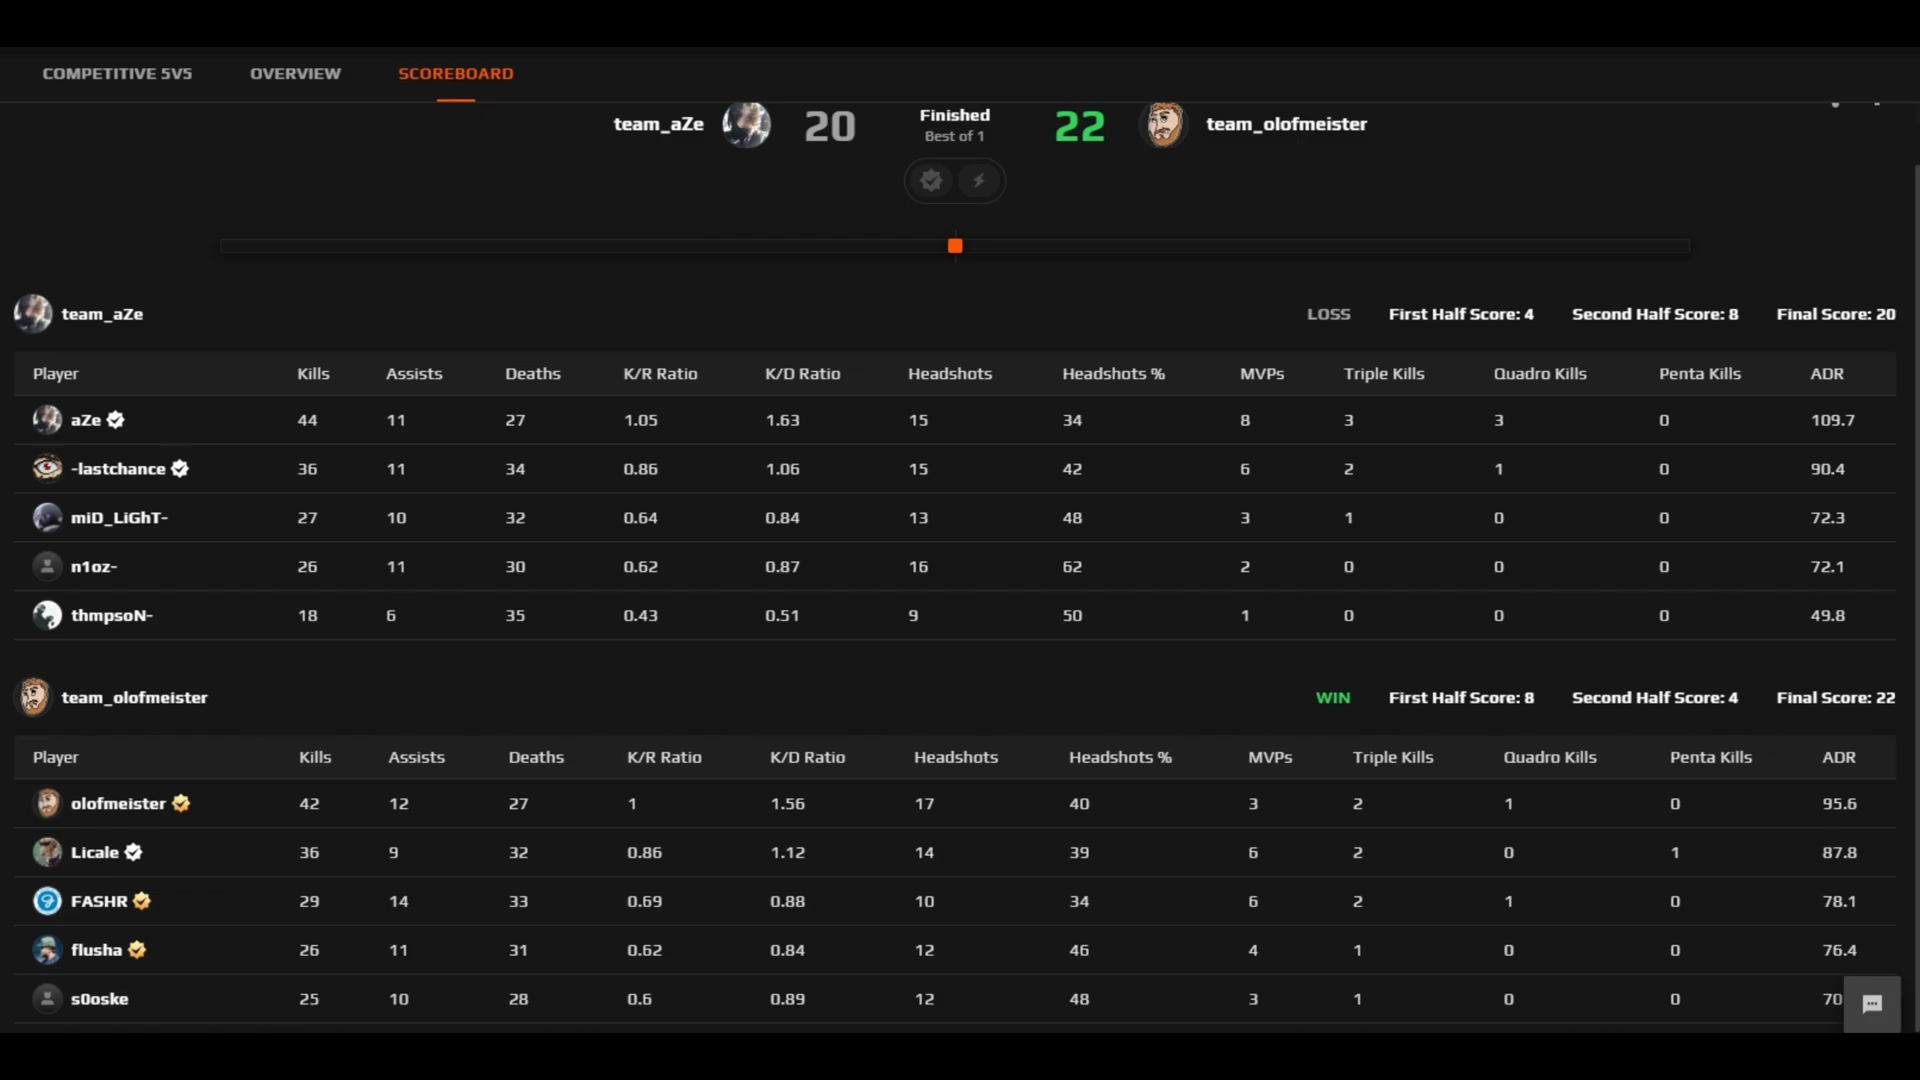 COMPETITIVE 5V5 OVERVIEW SCOREBOARD
team_aZe 20 Finished 22 team_olofmeister
Best of 1
team_aZe LOSS First Half Score: 4 Second Half Score: 8 Final Score: 20
Player Kills Assists Deaths K/R Ratio K/D Ratio Headshots Headshots % MVPs Triple Kills Quadro Kills Penta Kills ADR
aZe 44 11 27 1.05 1.63 15 34 8 3 3 0 109.7
-lastchance 36 11 34 0.86 1.06 15 42 6 2 1 0 90.4
miD_LiGhT- 27 10 32 0.64 0.84 13 48 3 1 0 0 72.3
n1oz- 26 11 30 0.62 0.87 16 62 2 0 0 0 72.1
thmpsoN- 18 6 35 0.43 0.51 9 50 1 0 0 0 49.8
team_olofmeister WIN First Half Score: 8 Second Half Score: 4 Final Score: 22
Player Kills Assists Deaths K/R Ratio K/D Ratio Headshots Headshots % MVPs Triple Kills Quadro Kills Penta Kills ADR
olofmeister 42 12 27 1 1.56 17 40 3 2 1 0 95.6
Licale 36 9 32 0.86 1.12 14 39 6 2 0 1 87.8
FASHR 29 14 33 0.69 0.88 10 34 6 2 1 0 78.1
flusha 26 11 31 0.62 0.84 12 46 4 1 0 0 76.4
s0oske 25 10 28 0.6 0.89 12 48 3 1 0 0 70